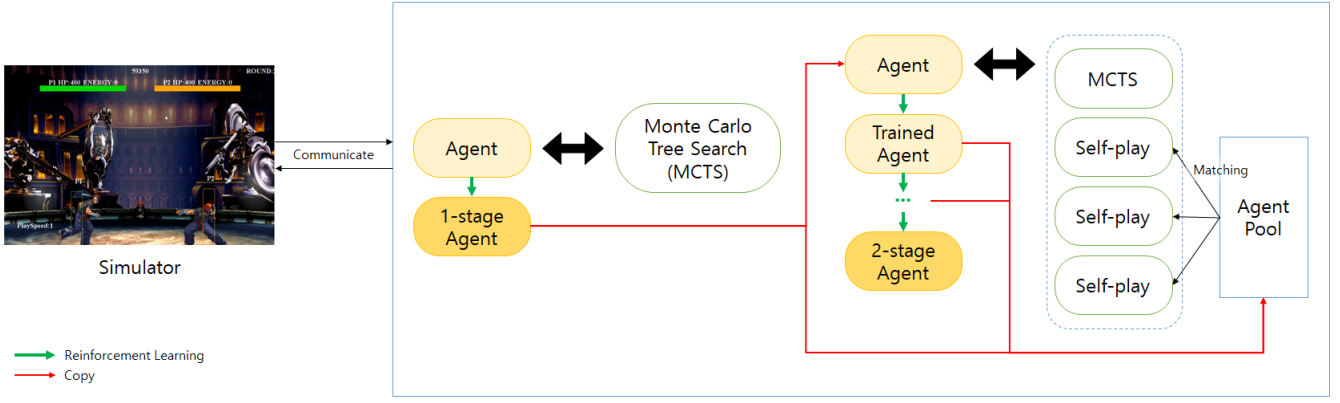 59350
ROUND:
P1 HP:400 ENERGY:0
P2 HP:400 ENERGY:0
P1
P2
PlaySpeed:1
Simulator
Communicate
Agent
Monte Carlo
Tree Search
(MCTS)
1-stage
Agent
Agent
Trained
Agent
...
2-stage
Agent
MCTS
Self-play
Self-play
Self-play
Matching
Agent
Pool
Reinforcement Learning
Copy